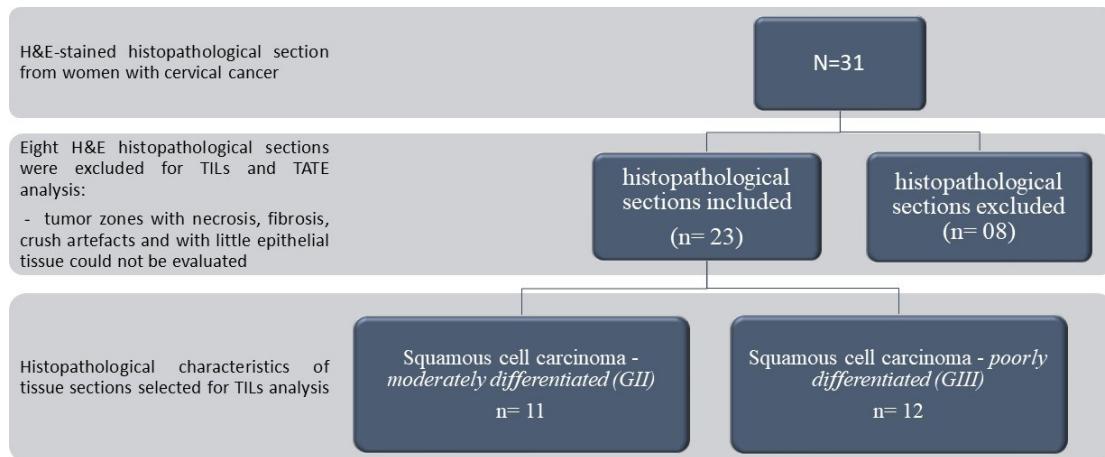 H&E-stained histopathological section
from women with cervical cancer
N=31
Eight H&E histopathological sections
were excluded for TILs and TATE
analysis:
- tumor zones with necrosis, fibrosis,
crush artefacts and with little epithelial
tissue could not be evaluated
histopathological
sections included
(n= 23)
histopathological
sections excluded
(n= 08)
Histopathological characteristics of
tissue sections selected for TILs analysis
Squamous cell carcinoma -
moderately differentiated (GII)
n= 11
Squamous cell carcinoma - poorly
differentiated (GIII)
n= 12